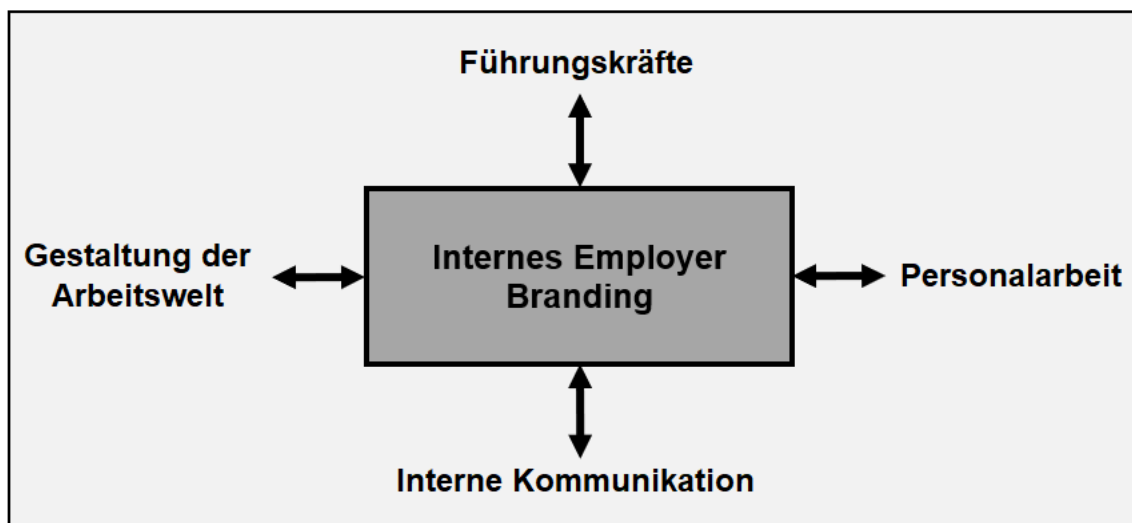 Führungskräfte
Gestaltung der
Arbeitswelt
Internes Employer
Branding
Personalarbeit
Interne Kommunikation